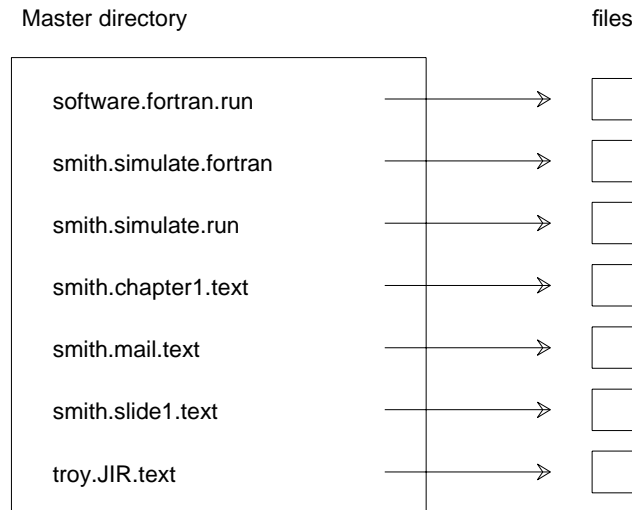 Master directory files
software.fortran.run
smith.simulate.fortran
smith.simulate.run
smith.chapter1.text
smith.mail.text
smith.slide1.text
troy.JIR.text